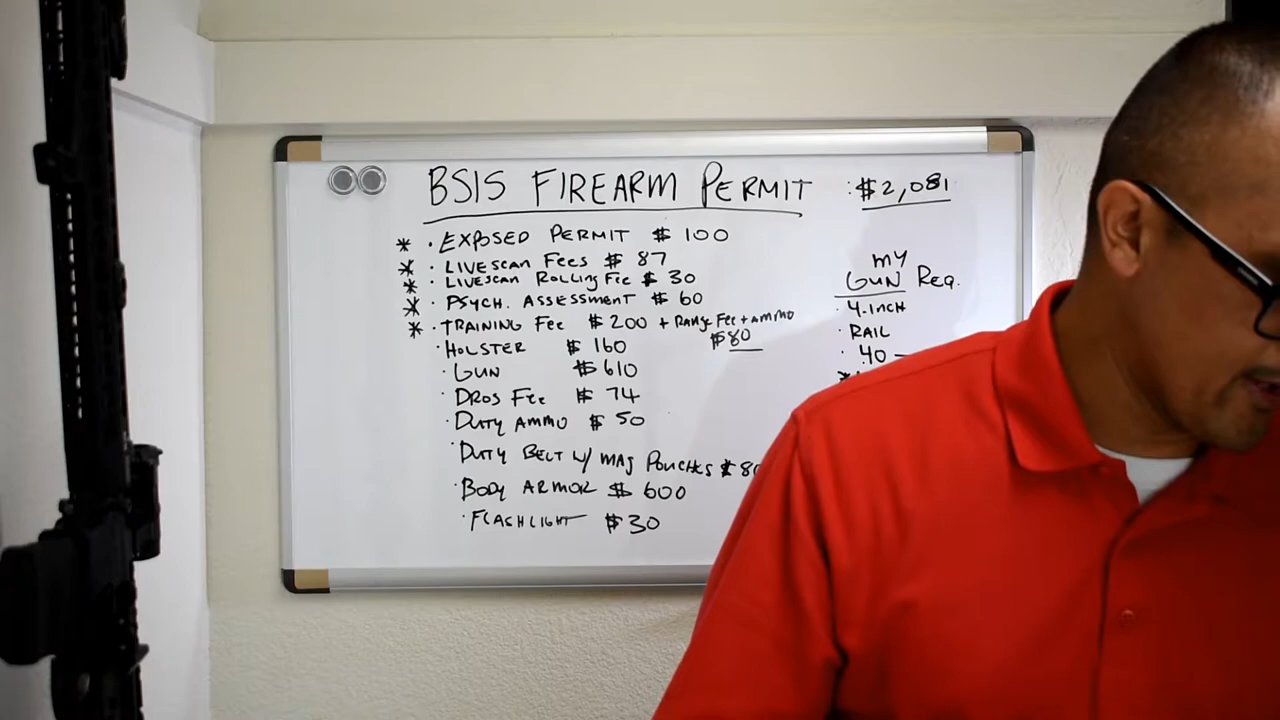 BSIS FIREARM PERMIT : $2,081
* · EXPOSED PERMIT $ 100
* · LIVESCAN FEES $ 87
* · LIVESCAN ROLLING FEE $ 30
* · PSYCH. ASSESSMENT $ 60
* · TRAINING FEE $ 200 + RANGE FEE + AMMO
$80
· HOLSTER $ 160
· GUN $ 610
· DROS FEE $ 74
· DUTY AMMO $ 50
· DUTY BELT W/ MAG POUCHES $ 80
· BODY ARMOR $ 600
· FLASHLIGHT $30
MY
GUN REQ.
· 4-INCH
· RAIL
· .40 -
*